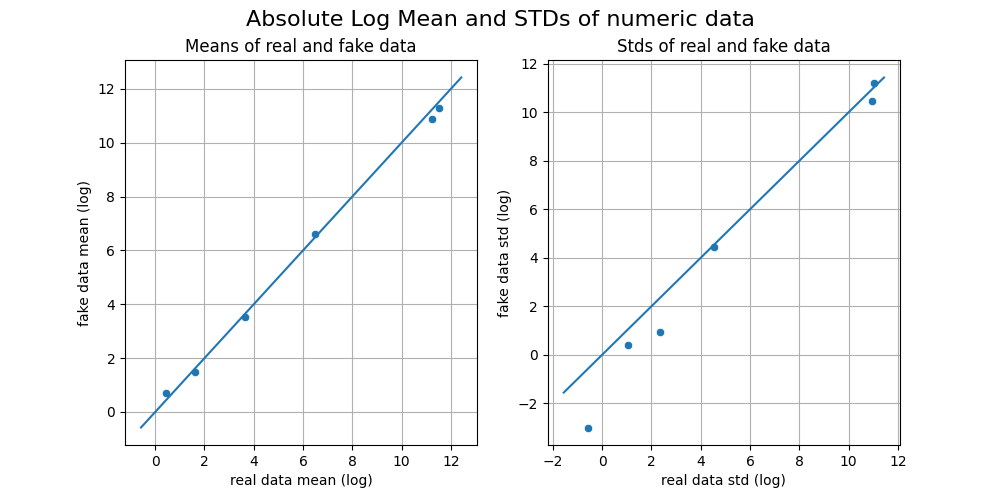 Absolute Log Mean and STDs of numeric data
Means of real and fake data
fake data mean (log)
12
10
8
6
4
2
0
0 2 4 6 8 10 12
real data mean (log)
Stds of real and fake data
fake data std (log)
12
10
8
6
4
2
0
−2
−2 0 2 4 6 8 10 12
real data std (log)